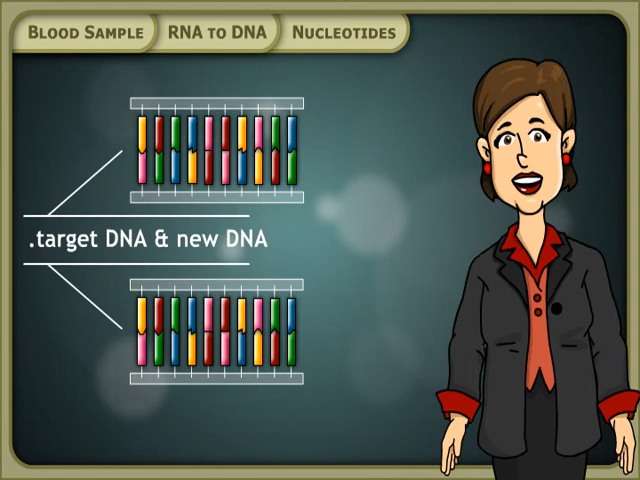 BLOOD SAMPLE
RNA TO DNA
NUCLEOTIDES
.target DNA & new DNA